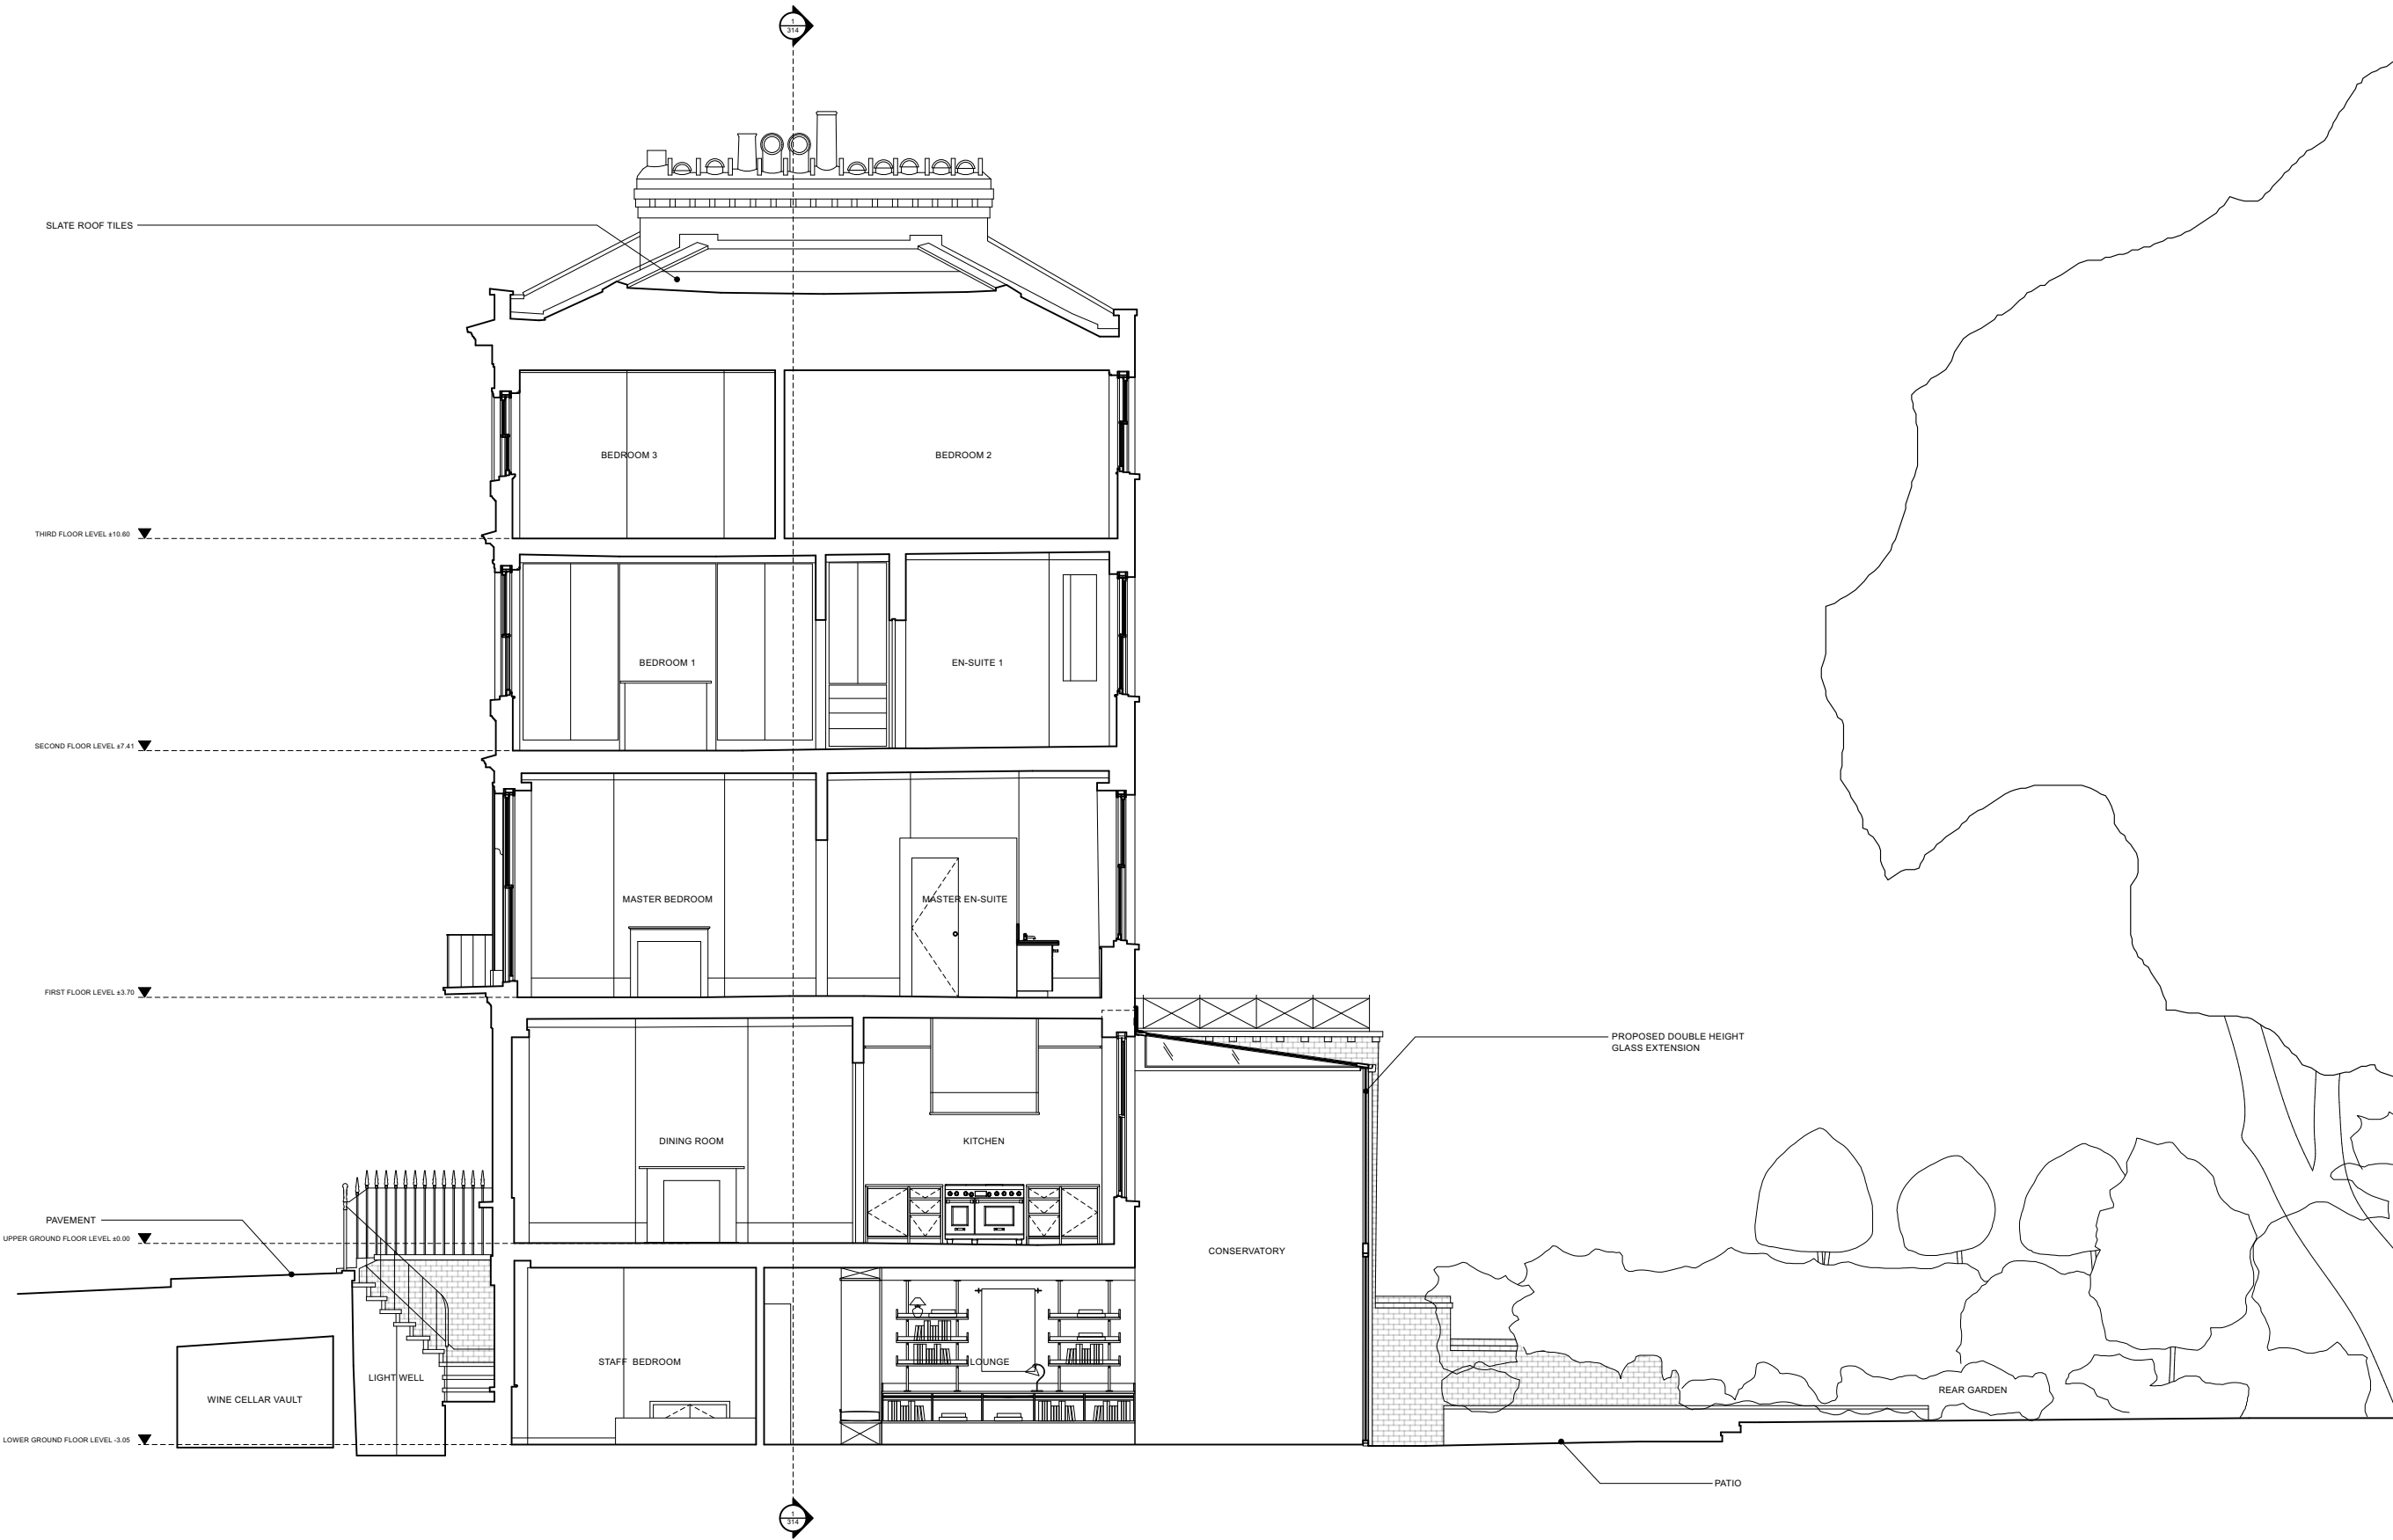 1
314
SLATE ROOF TILES
BEDROOM 3
BEDROOM 2
THIRD FLOOR LEVEL ±10.60
BEDROOM 1
EN-SUITE 1
SECOND FLOOR LEVEL ±7.41
MASTER BEDROOM
MASTER EN-SUITE
FIRST FLOOR LEVEL ±3.70
PROPOSED DOUBLE HEIGHT
GLASS EXTENSION
DINING ROOM
KITCHEN
PAVEMENT
UPPER GROUND FLOOR LEVEL ±0.00
CONSERVATORY
STAFF BEDROOM
LOUNGE
LIGHT WELL
WINE CELLAR VAULT
REAR GARDEN
LOWER GROUND FLOOR LEVEL -3.05
PATIO
1
314